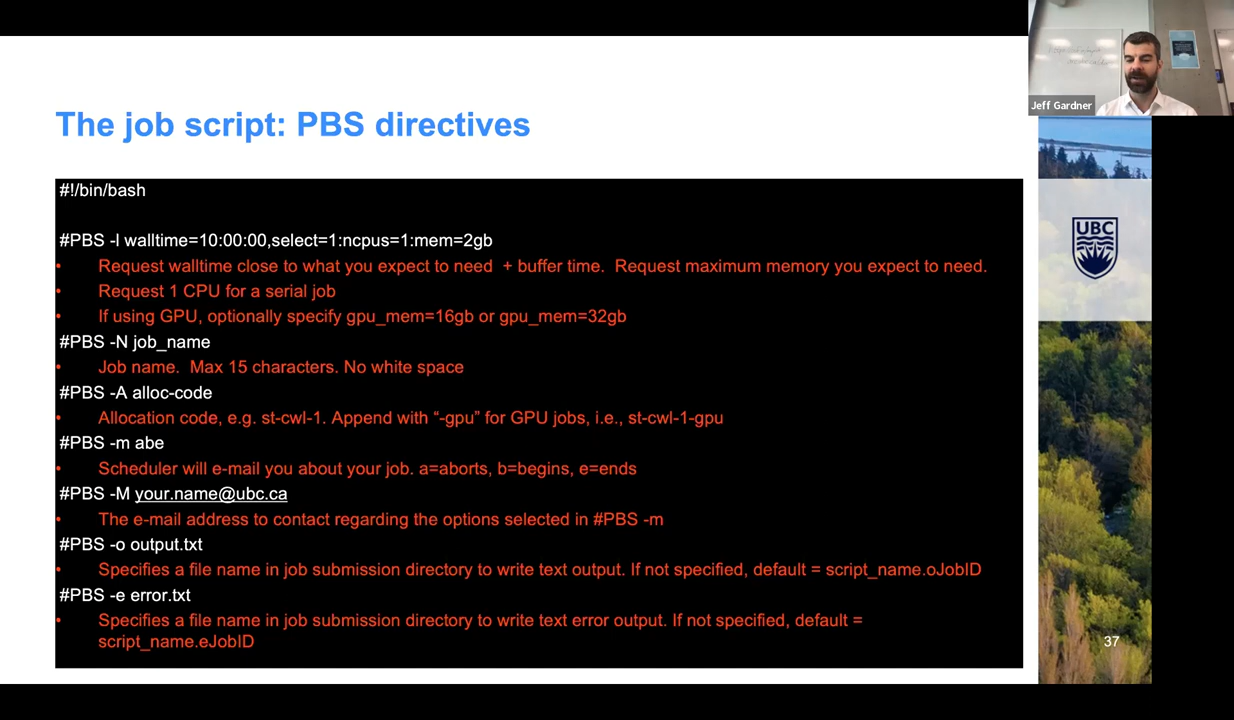 Jeff Gardner
The job script: PBS directives
UBC
#!/bin/bash
#PBS -l walltime=10:00:00,select=1:ncpus=1:mem=2gb
• Request walltime close to what you expect to need  + buffer time.  Request maximum memory you expect to need.
• Request 1 CPU for a serial job
• If using GPU, optionally specify gpu_mem=16gb or gpu_mem=32gb
#PBS -N job_name
• Job name.  Max 15 characters. No white space
#PBS -A alloc-code
• Allocation code, e.g. st-cwl-1. Append with “-gpu” for GPU jobs, i.e., st-cwl-1-gpu
#PBS -m abe
• Scheduler will e-mail you about your job. a=aborts, b=begins, e=ends
#PBS -M your.name@ubc.ca
• The e-mail address to contact regarding the options selected in #PBS -m
#PBS -o output.txt
• Specifies a file name in job submission directory to write text output. If not specified, default = script_name.oJobID
#PBS -e error.txt
• Specifies a file name in job submission directory to write text error output. If not specified, default =
script_name.eJobID
37